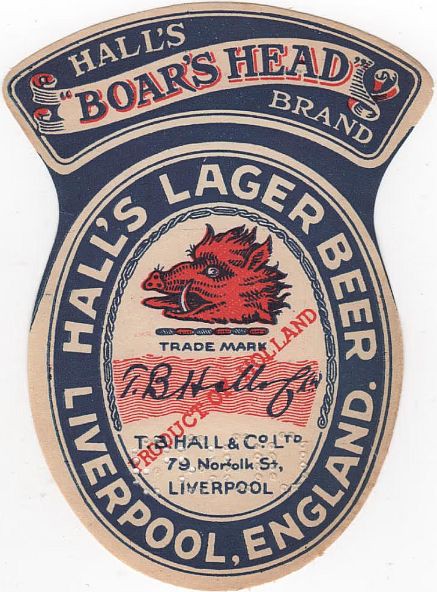 HALL'S
"BOAR'S HEAD"
BRAND
HALL'S LAGER BEER
TRADE MARK
T.B. Hall & Co Ltd
PRODUCT OF HOLLAND
T.B. HALL & Co. LTD
79 Norfolk St,
LIVERPOOL
LIVERPOOL, ENGLAND.